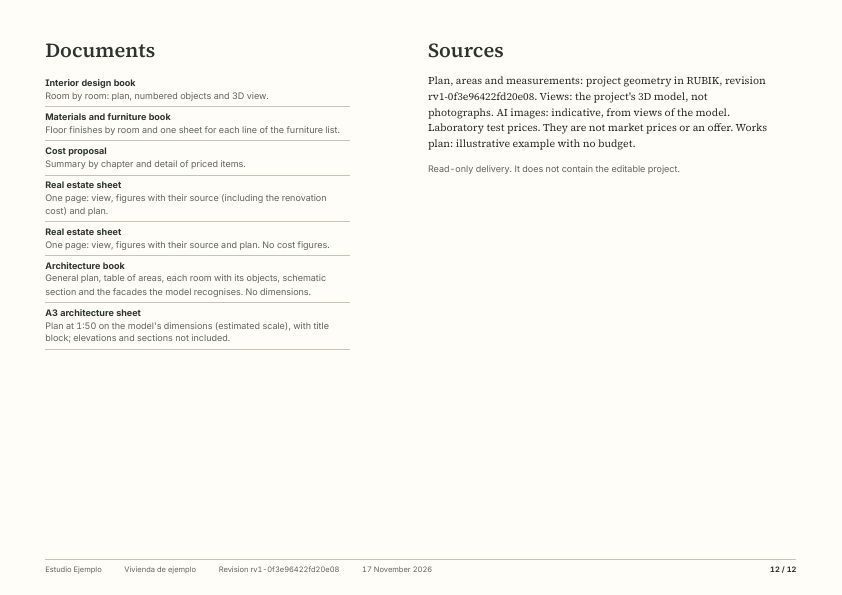 Documents
Interior design book
Room by room: plan, numbered objects and 3D view.
Materials and furniture book
Floor finishes by room and one sheet for each line of the furniture list.
Cost proposal
Summary by chapter and detail of priced items.
Real estate sheet
One page: view, figures with their source (including the renovation
cost) and plan.
Real estate sheet
One page: view, figures with their source and plan. No cost figures.
Architecture book
General plan, table of areas, each room with its objects, schematic
section and the facades the model recognises. No dimensions.
A3 architecture sheet
Plan at 1:50 on the model's dimensions (estimated scale), with title
block; elevations and sections not included.
Sources
Plan, areas and measurements: project geometry in RUBIK, revision
rv1-0f3e96422fd20e08. Views: the project's 3D model, not
photographs. AI images: indicative, from views of the model.
Laboratory test prices. They are not market prices or an offer. Works
plan: illustrative example with no budget.
Read-only delivery. It does not contain the editable project.
Estudio Ejemplo Vivienda de ejemplo Revision rv1-0f3e96422fd20e08 17 November 2026 12 / 12